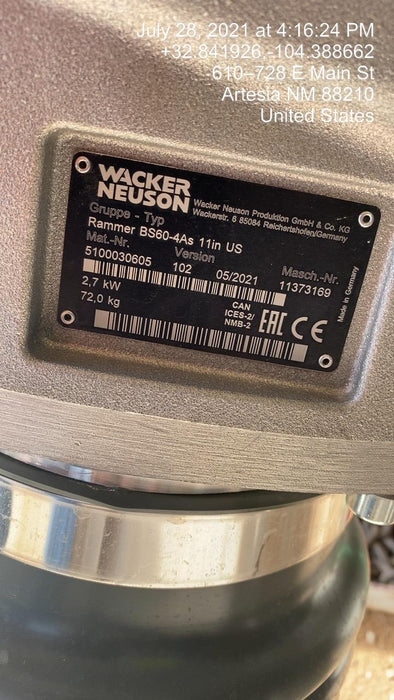 July 28, 2021 at 4:16:24 PM
+32.841926,-104.388662
610–728 E Main St
Artesia NM 88210
United States
WACKER
NEUSON
Wacker Neuson Produktion GmbH & Co. KG
Wackerstr. 6 85084 Reichertshofen/Germany
Gruppe - Typ
Rammer BS60-4As 11in US
Mat.-Nr. Version Masch.-Nr.
5100030605 102 05/2021 11373169
2,7 kW
72,0 kg
CAN
ICES-2/
NMB-2
EAC CE
Made in Germany